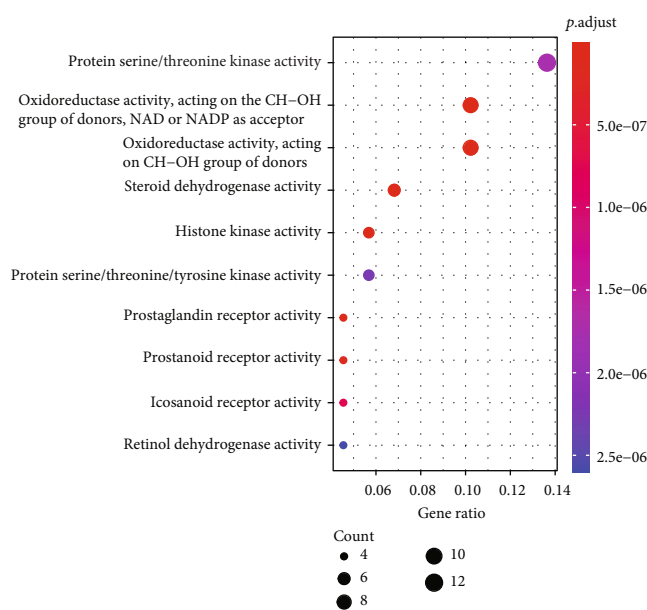 p.adjust
Protein serine/threonine kinase activity
Oxidoreductase activity, acting on the CH−OH
group of donors, NAD or NADP as acceptor
Oxidoreductase activity, acting
on CH−OH group of donors
Steroid dehydrogenase activity
Histone kinase activity
Protein serine/threonine/tyrosine kinase activity
Prostaglandin receptor activity
Prostanoid receptor activity
Icosanoid receptor activity
Retinol dehydrogenase activity
5.0e−07
1.0e−06
1.5e−06
2.0e−06
2.5e−06
0.06 0.08 0.10 0.12 0.14
Gene ratio
Count
4 10
6 12
8